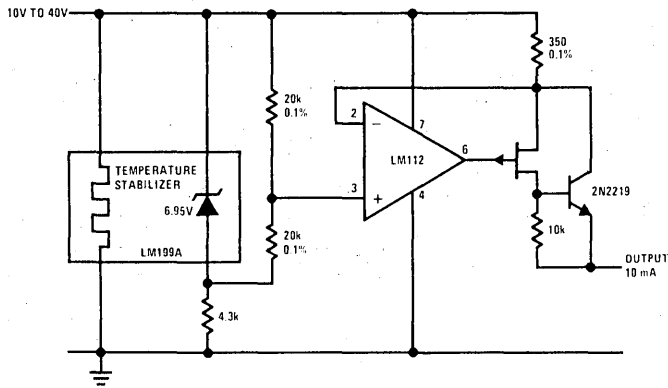 10V TO 40V
350
0.1%
20k
0.1%
2
7
LM112
6
3
4
TEMPERATURE
STABILIZER
6.95V
LM199A
20k
0.1%
2N2219
10k
OUTPUT
10 mA
4.3k